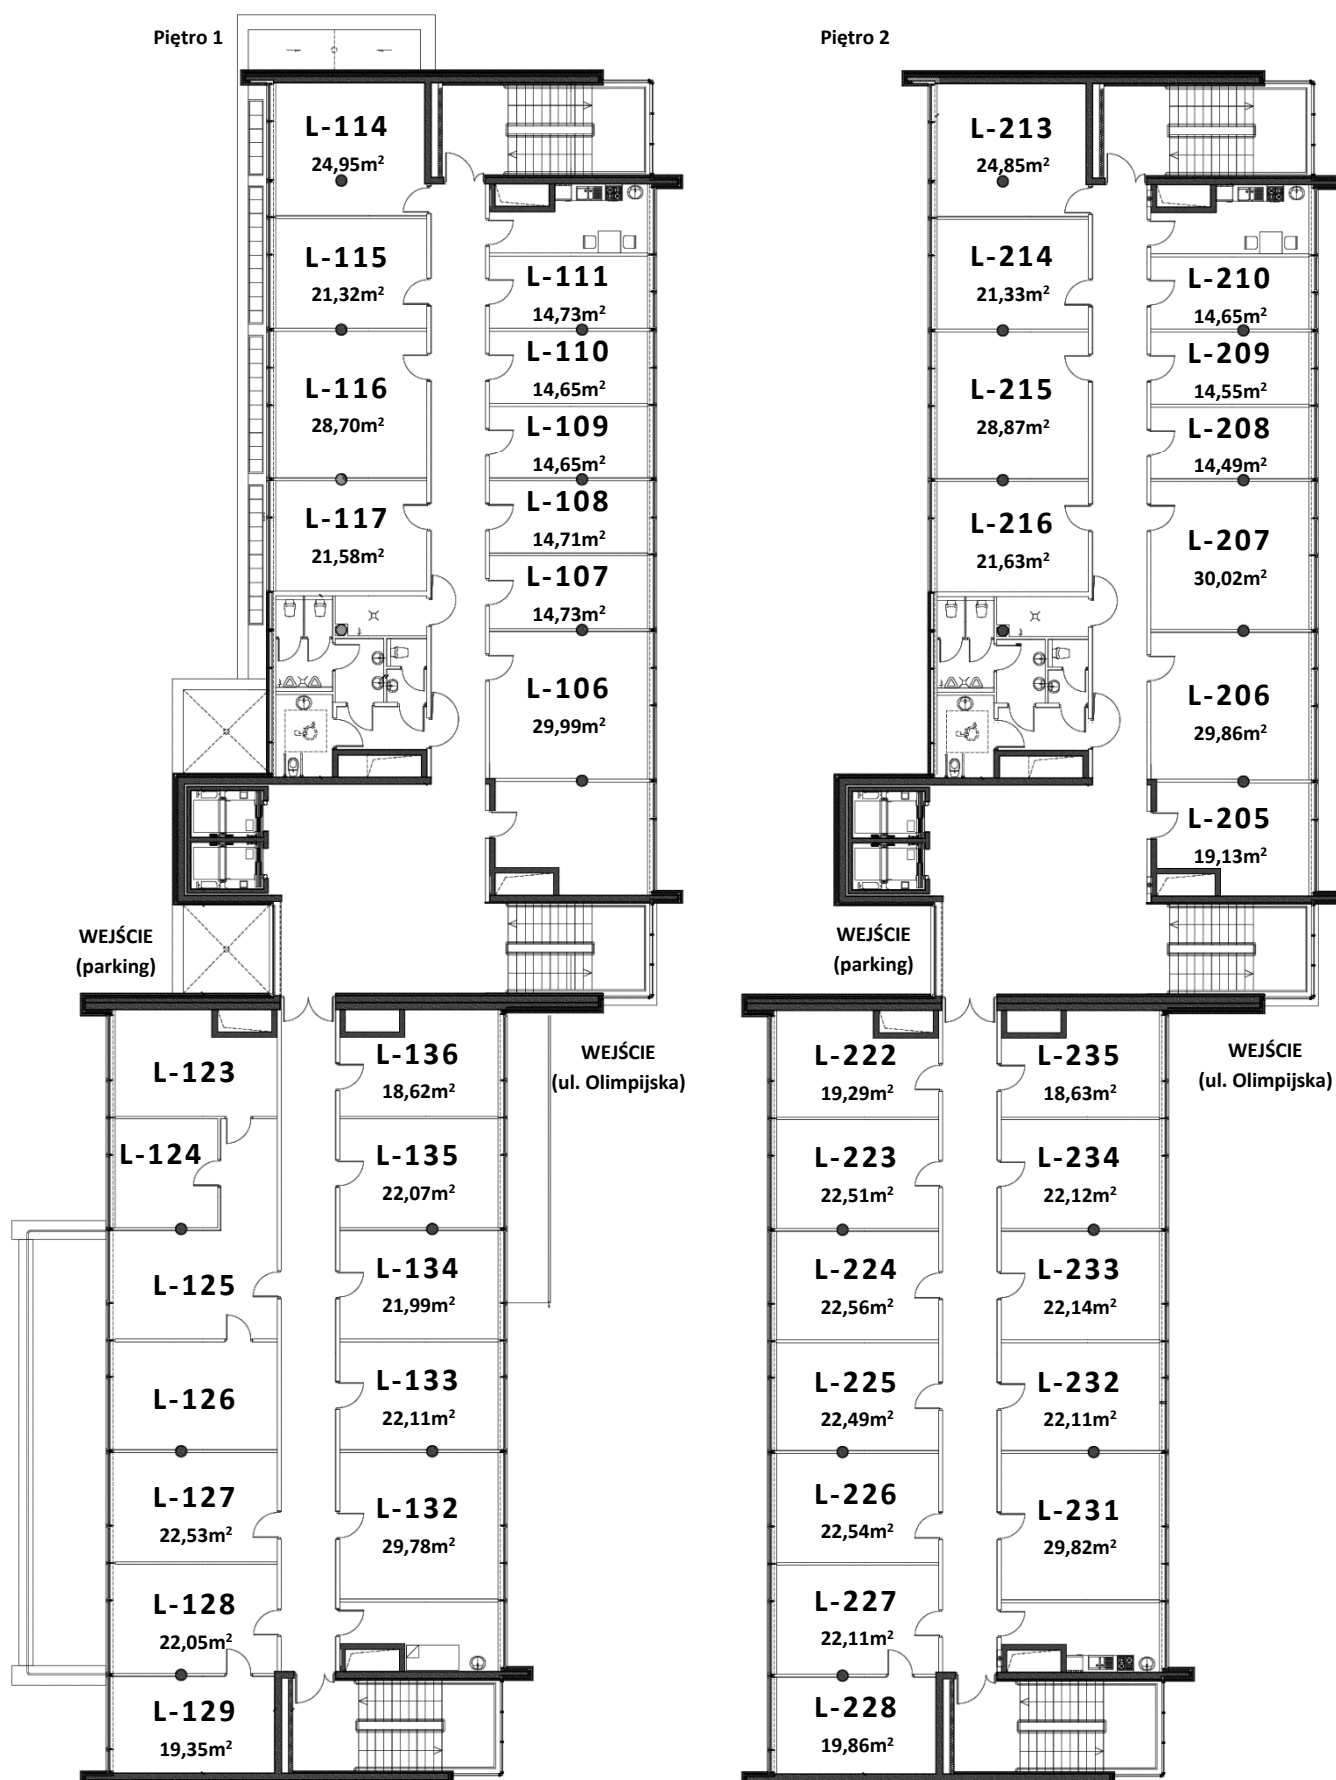 Piętro 1
L-114
24,95m²
L-115
21,32m²
L-116
28,70m²
L-117
21,58m²
L-111
14,73m²
L-110
14,65m²
L-109
14,65m²
L-108
14,71m²
L-107
14,73m²
L-106
29,99m²
WEJŚCIE
(parking)
WEJŚCIE
(ul. Olimpijska)
L-123
L-124
L-125
L-126
L-127
22,53m²
L-128
22,05m²
L-129
19,35m²
L-136
18,62m²
L-135
22,07m²
L-134
21,99m²
L-133
22,11m²
L-132
29,78m²
Piętro 2
L-213
24,85m²
L-214
21,33m²
L-215
28,87m²
L-216
21,63m²
L-210
14,65m²
L-209
14,55m²
L-208
14,49m²
L-207
30,02m²
L-206
29,86m²
L-205
19,13m²
WEJŚCIE
(parking)
WEJŚCIE
(ul. Olimpijska)
L-222
19,29m²
L-223
22,51m²
L-224
22,56m²
L-225
22,49m²
L-226
22,54m²
L-227
22,11m²
L-228
19,86m²
L-235
18,63m²
L-234
22,12m²
L-233
22,14m²
L-232
22,11m²
L-231
29,82m²